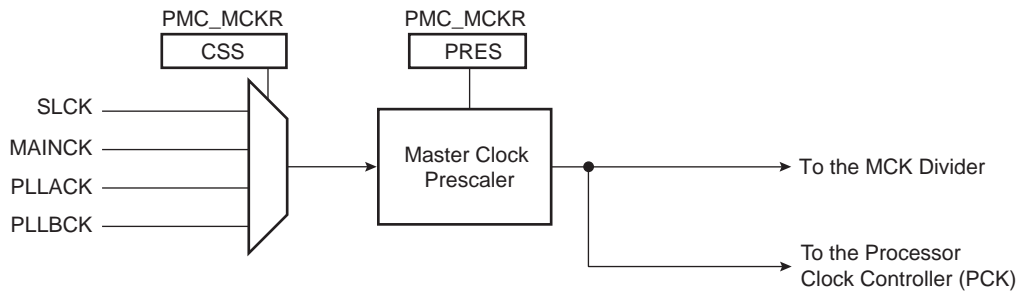 PMC_MCKR
PMC_MCKR
CSS
PRES
SLCK
MAINCK
PLLACK
PLLBCK
Master Clock
Prescaler
To the MCK Divider
To the Processor
Clock Controller (PCK)